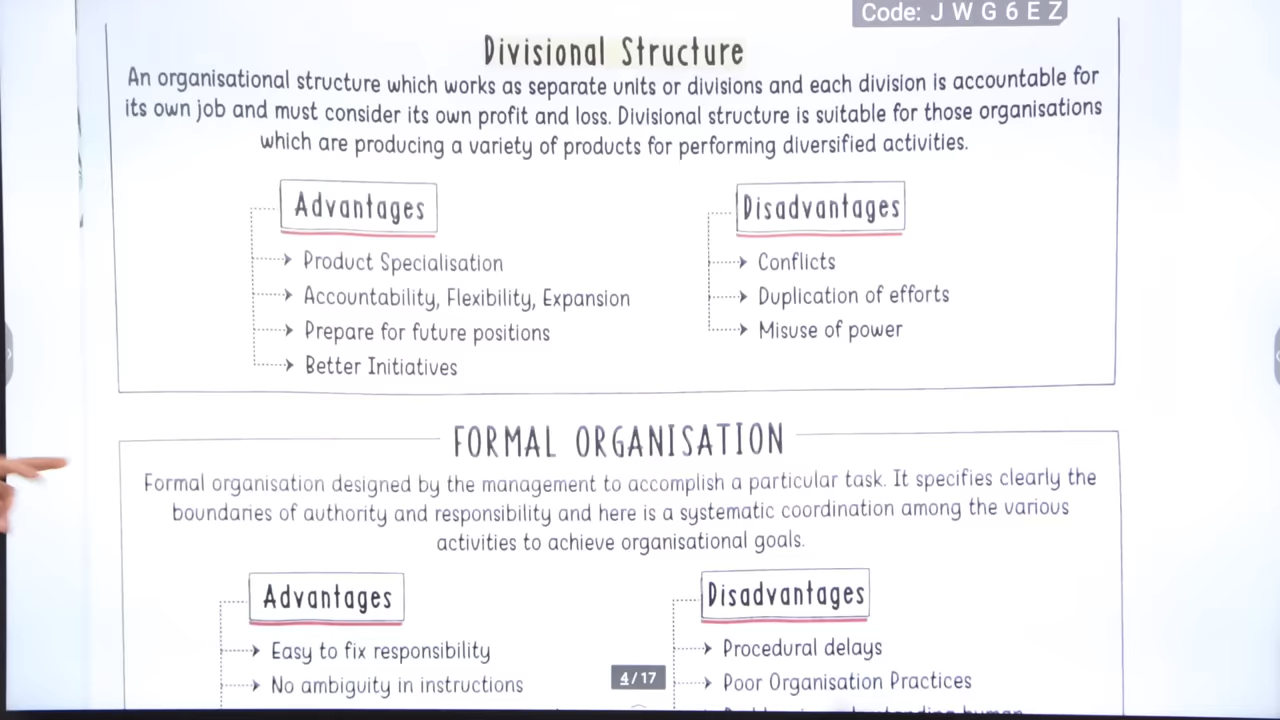 Code: J W G 6 E Z
Divisional Structure
An organisational structure which works as separate units or divisions and each division is accountable for
its own job and must consider its own profit and loss. Divisional structure is suitable for those organisations
which are producing a variety of products for performing diversified activities.
Advantages
Product Specialisation
Accountability, Flexibility, Expansion
Prepare for future positions
Better Initiatives
Disadvantages
Conflicts
Duplication of efforts
Misuse of power
FORMAL ORGANISATION
Formal organisation designed by the management to accomplish a particular task. It specifies clearly the
boundaries of authority and responsibility and here is a systematic coordination among the various
activities to achieve organisational goals.
Advantages
Easy to fix responsibility
No ambiguity in instructions
Disadvantages
Procedural delays
Poor Organisation Practices
4/17